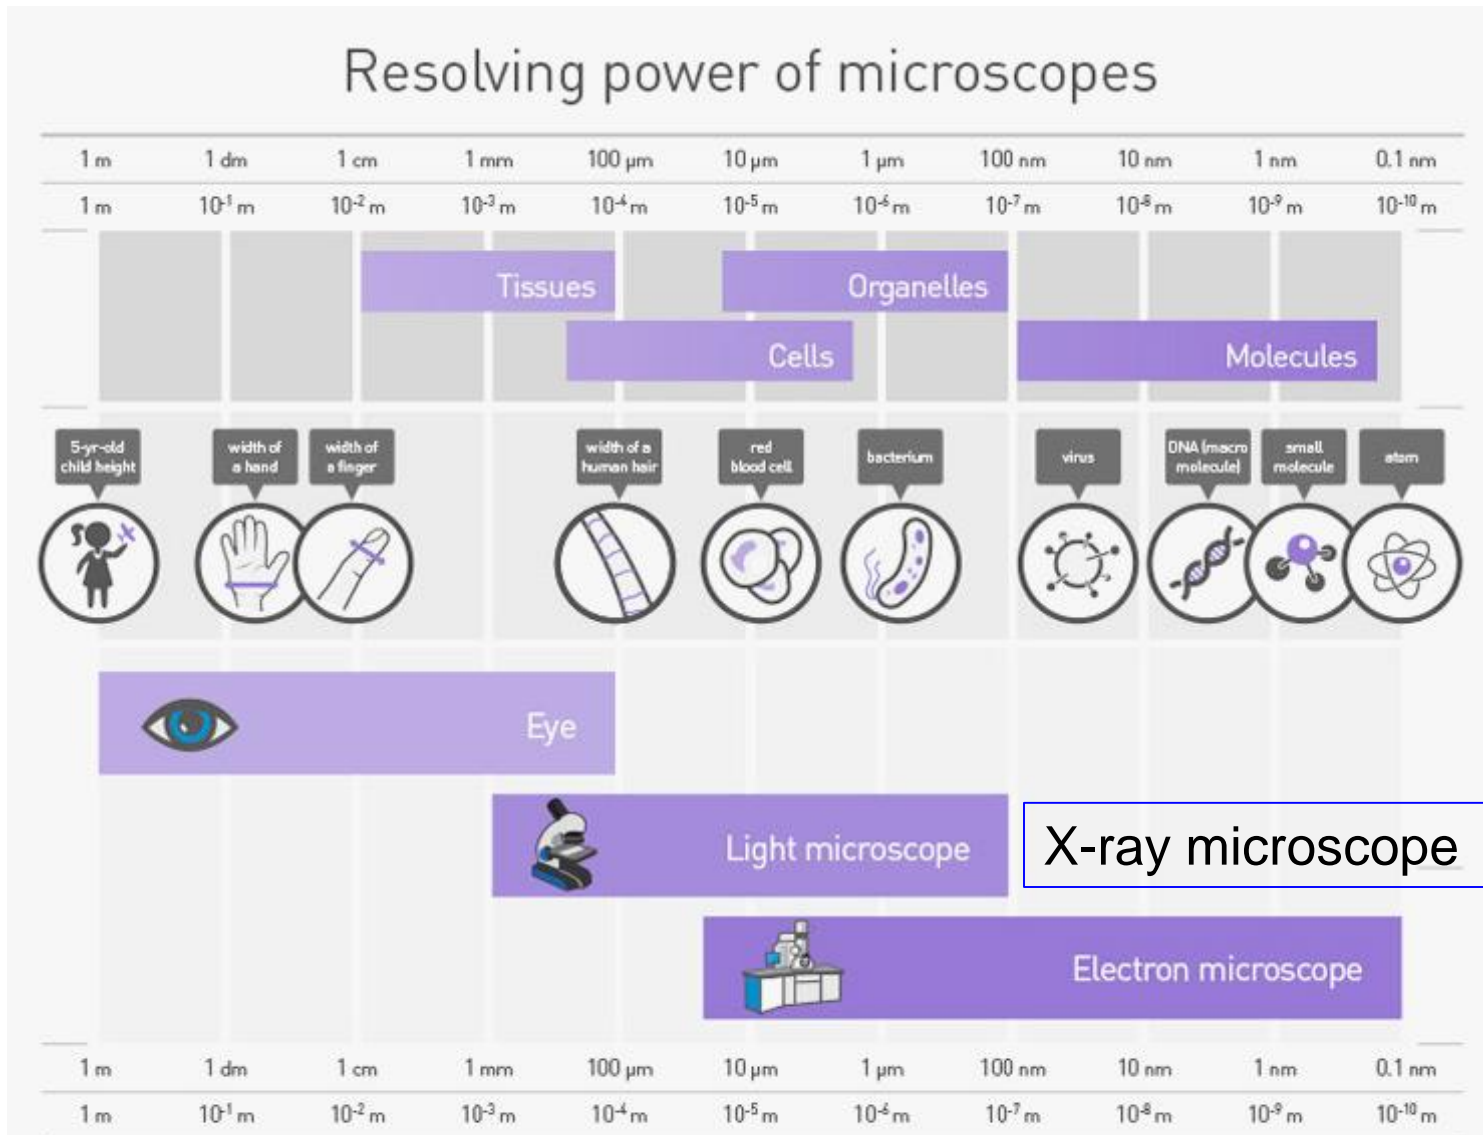 Resolving power of microscopes
1 m 1 dm 1 cm 1 mm 100 µm 10 µm 1 µm 100 nm 10 nm 1 nm 0.1 nm
1 m 10⁻¹ m 10⁻² m 10⁻³ m 10⁻⁴ m 10⁻⁵ m 10⁻⁶ m 10⁻⁷ m 10⁻⁸ m 10⁻⁹ m 10⁻¹⁰ m
Tissues
Organelles
Cells
Molecules
5-yr-old
child height
width of
a hand
width of
a finger
width of a
human hair
red
blood cell
bacterium
virus
DNA (macro
molecule)
small
molecule
atom
Eye
Light microscope
X-ray microscope
Electron microscope
1 m 1 dm 1 cm 1 mm 100 µm 10 µm 1 µm 100 nm 10 nm 1 nm 0.1 nm
1 m 10⁻¹ m 10⁻² m 10⁻³ m 10⁻⁴ m 10⁻⁵ m 10⁻⁶ m 10⁻⁷ m 10⁻⁸ m 10⁻⁹ m 10⁻¹⁰ m